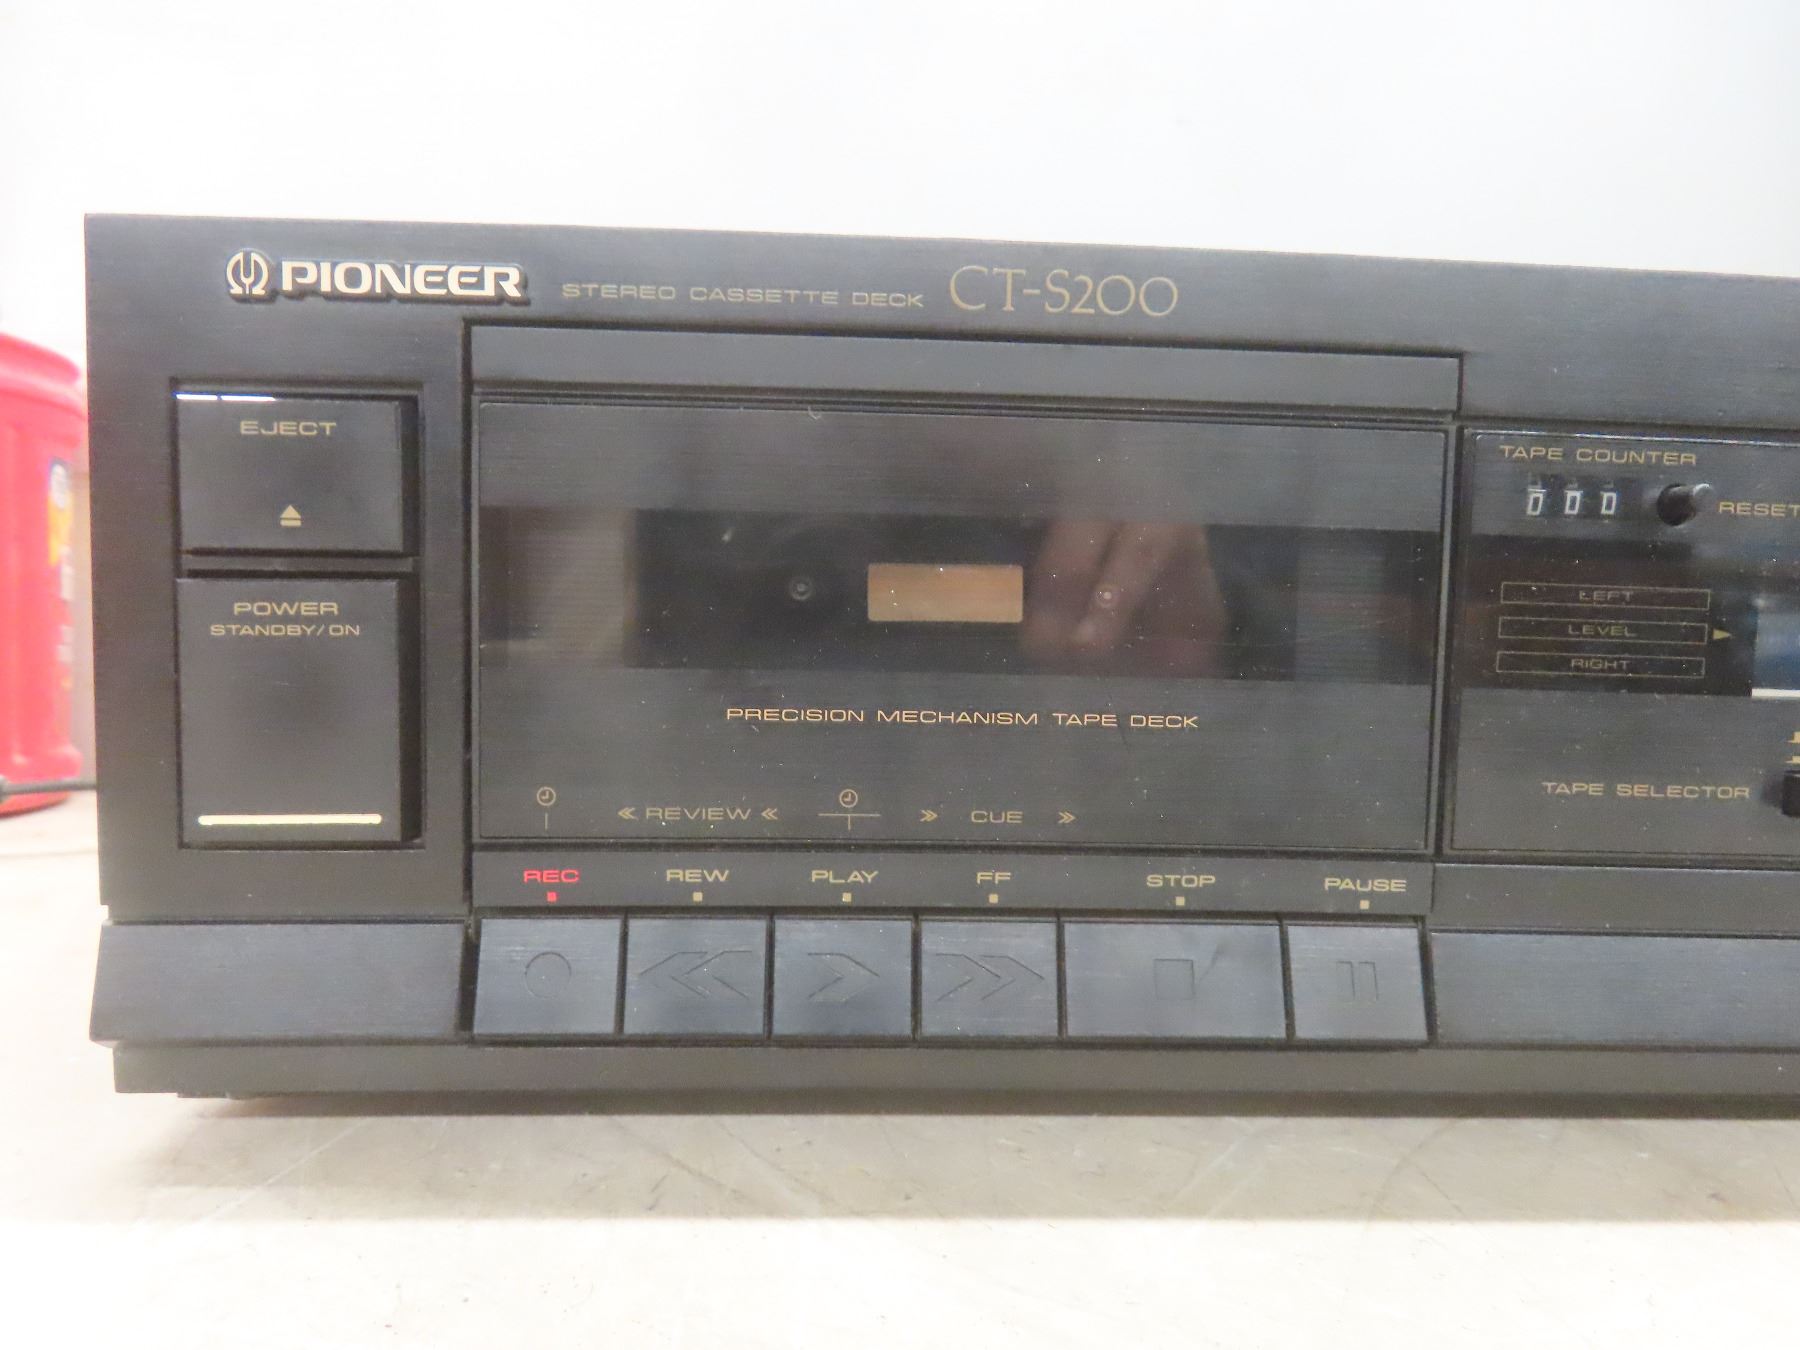 PIONEER STEREO CASSETTE DECK CT-S200
EJECT
POWER
STANDBY/ON
TAPE COUNTER
000 RESET
LEFT
LEVEL
RIGHT
PRECISION MECHANISM TAPE DECK
TAPE SELECTOR
« REVIEW « » CUE »
REC REW PLAY FF STOP PAUSE